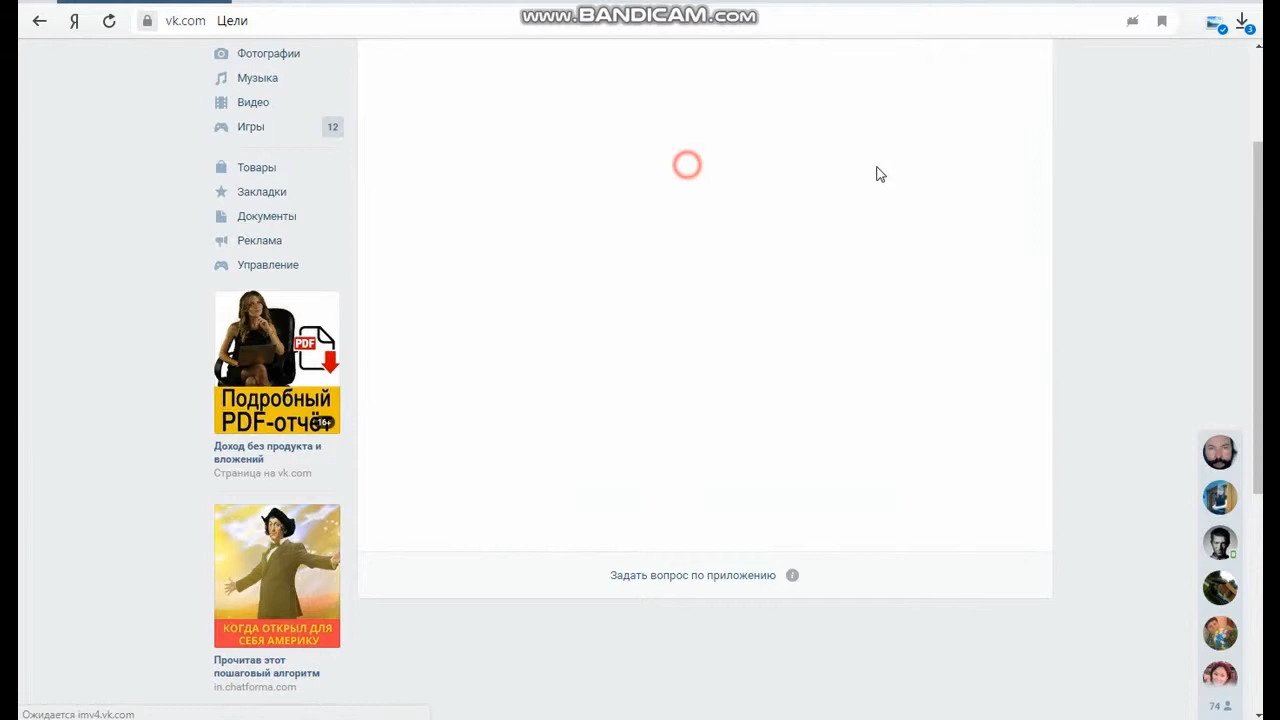 vk.com Цели
www.BANDICAM.com
3
Фотографии
Музыка
Видео
Игры 12
Товары
Закладки
Документы
Реклама
Управление
PDF
Подробный
PDF-отчёт
16+
Доход без продукта и
вложений
Страница на vk.com
КОГДА ОТКРЫЛ ДЛЯ
СЕБЯ АМЕРИКУ
Прочитав этот
пошаговый алгоритм
in.chatforma.com
Задать вопрос по приложению
74
Ожидается imv4.vk.com